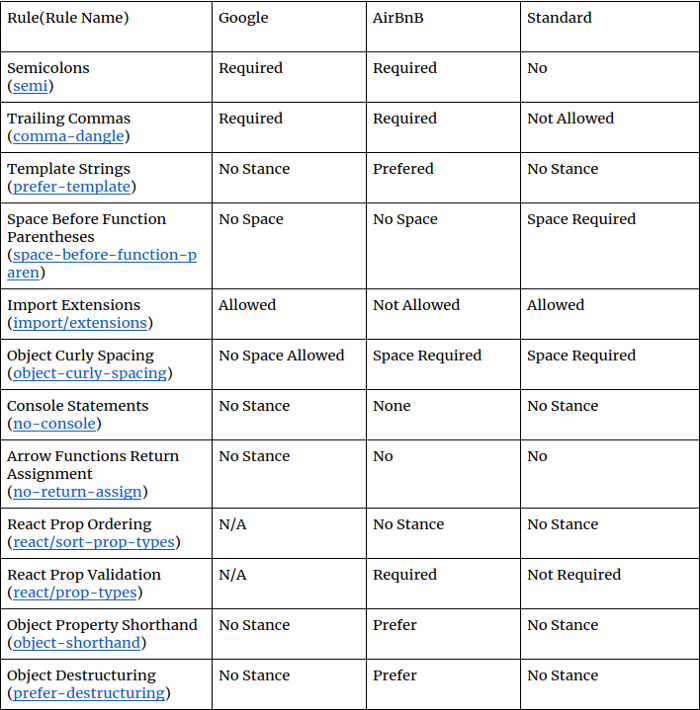 Rule(Rule Name) Google AirBnB Standard
Semicolons Required Required No
(semi)
Trailing Commas Required Required Not Allowed
(comma-dangle)
Template Strings No Stance Prefered No Stance
(prefer-template)
Space Before Function No Space No Space Space Required
Parentheses
(space-before-function-p
aren)
Import Extensions Allowed Not Allowed Allowed
(import/extensions)
Object Curly Spacing No Space Allowed Space Required Space Required
(object-curly-spacing)
Console Statements No Stance None No Stance
(no-console)
Arrow Functions Return No Stance No No
Assignment
(no-return-assign)
React Prop Ordering N/A No Stance No Stance
(react/sort-prop-types)
React Prop Validation N/A Required Not Required
(react/prop-types)
Object Property Shorthand No Stance Prefer No Stance
(object-shorthand)
Object Destructuring No Stance Prefer No Stance
(prefer-destructuring)